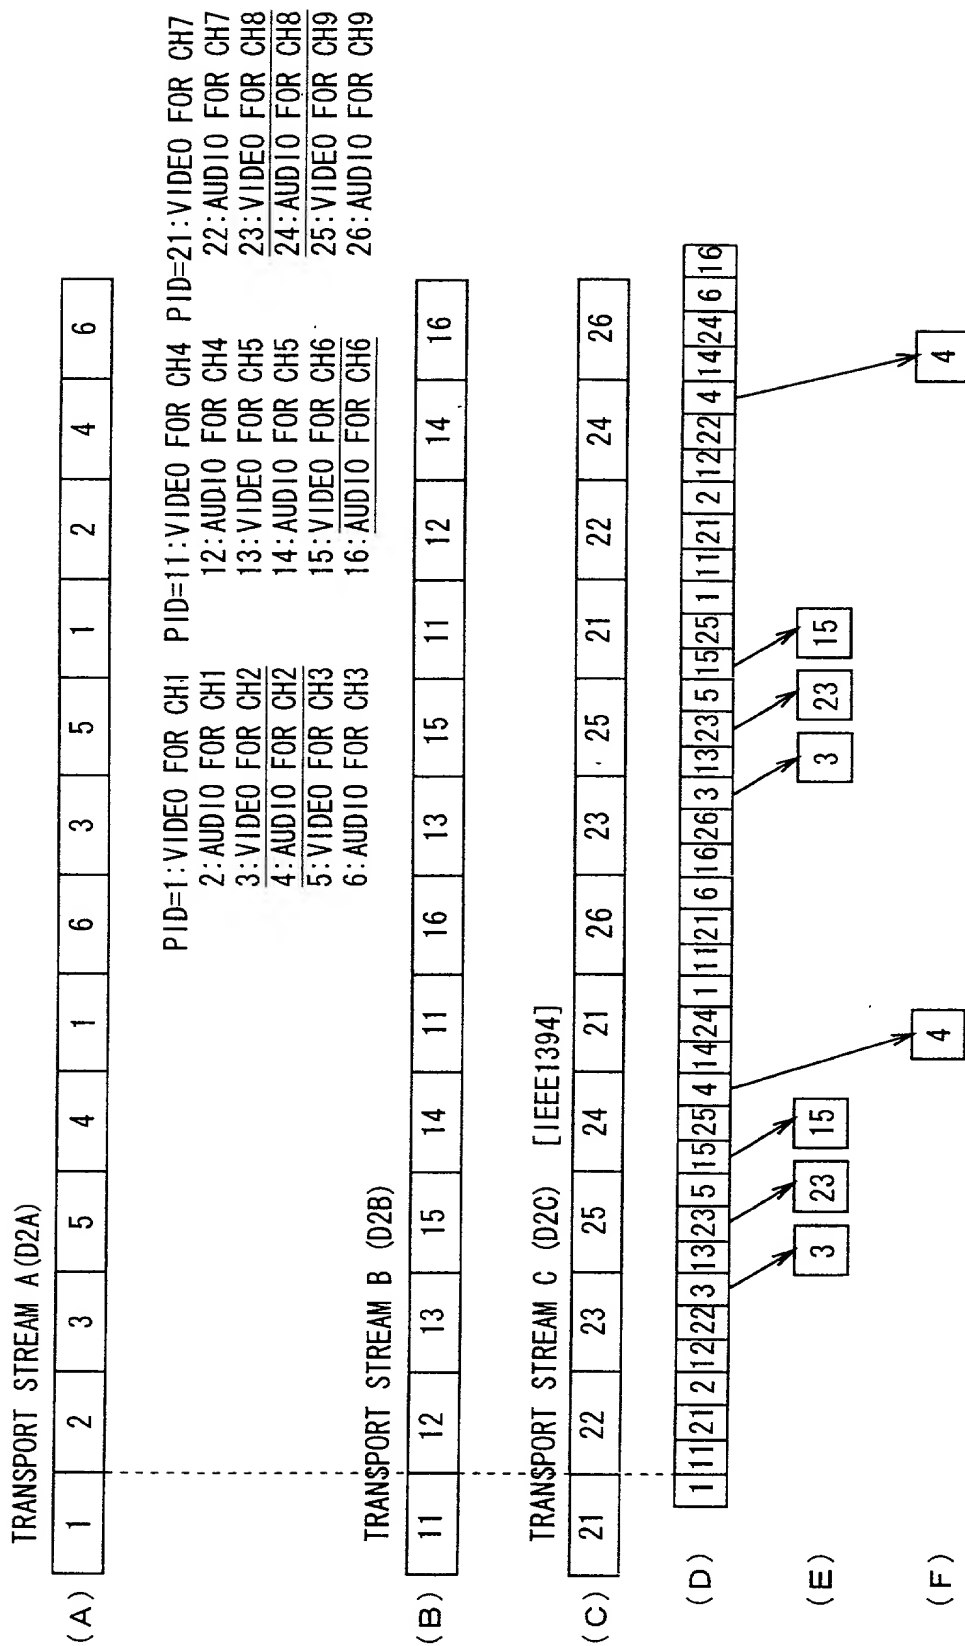 TRANSPORT STREAM A (D2A)
(A) 1 2 3 5 4 1 6 3 5 1 2 4 6
PID=1:VIDEO FOR CH1 PID=11:VIDEO FOR CH4 PID=21:VIDEO FOR CH7
2:AUDIO FOR CH1 12:AUDIO FOR CH4 22:AUDIO FOR CH7
3:VIDEO FOR CH2 13:VIDEO FOR CH5 23:VIDEO FOR CH8
4:AUDIO FOR CH2 14:AUDIO FOR CH5 24:AUDIO FOR CH8
5:VIDEO FOR CH3 15:VIDEO FOR CH6 25:VIDEO FOR CH9
6:AUDIO FOR CH3 16:AUDIO FOR CH6 26:AUDIO FOR CH9
TRANSPORT STREAM B (D2B)
(B) 11 12 13 15 14 11 16 13 15 11 12 14 16
TRANSPORT STREAM C (D2C) [IEEE1394]
(C) 21 22 23 25 24 21 26 23 25 21 22 24 26
(D) 1 11 21 2 12 22 3 13 23 5 15 25 4 14 24 1 11 21 6 16 26 3 13 23 5 15 25 1 11 21 2 12 22 4 14 24 6 16
(E) 3 23 15 3 23 15
(F) 4 4